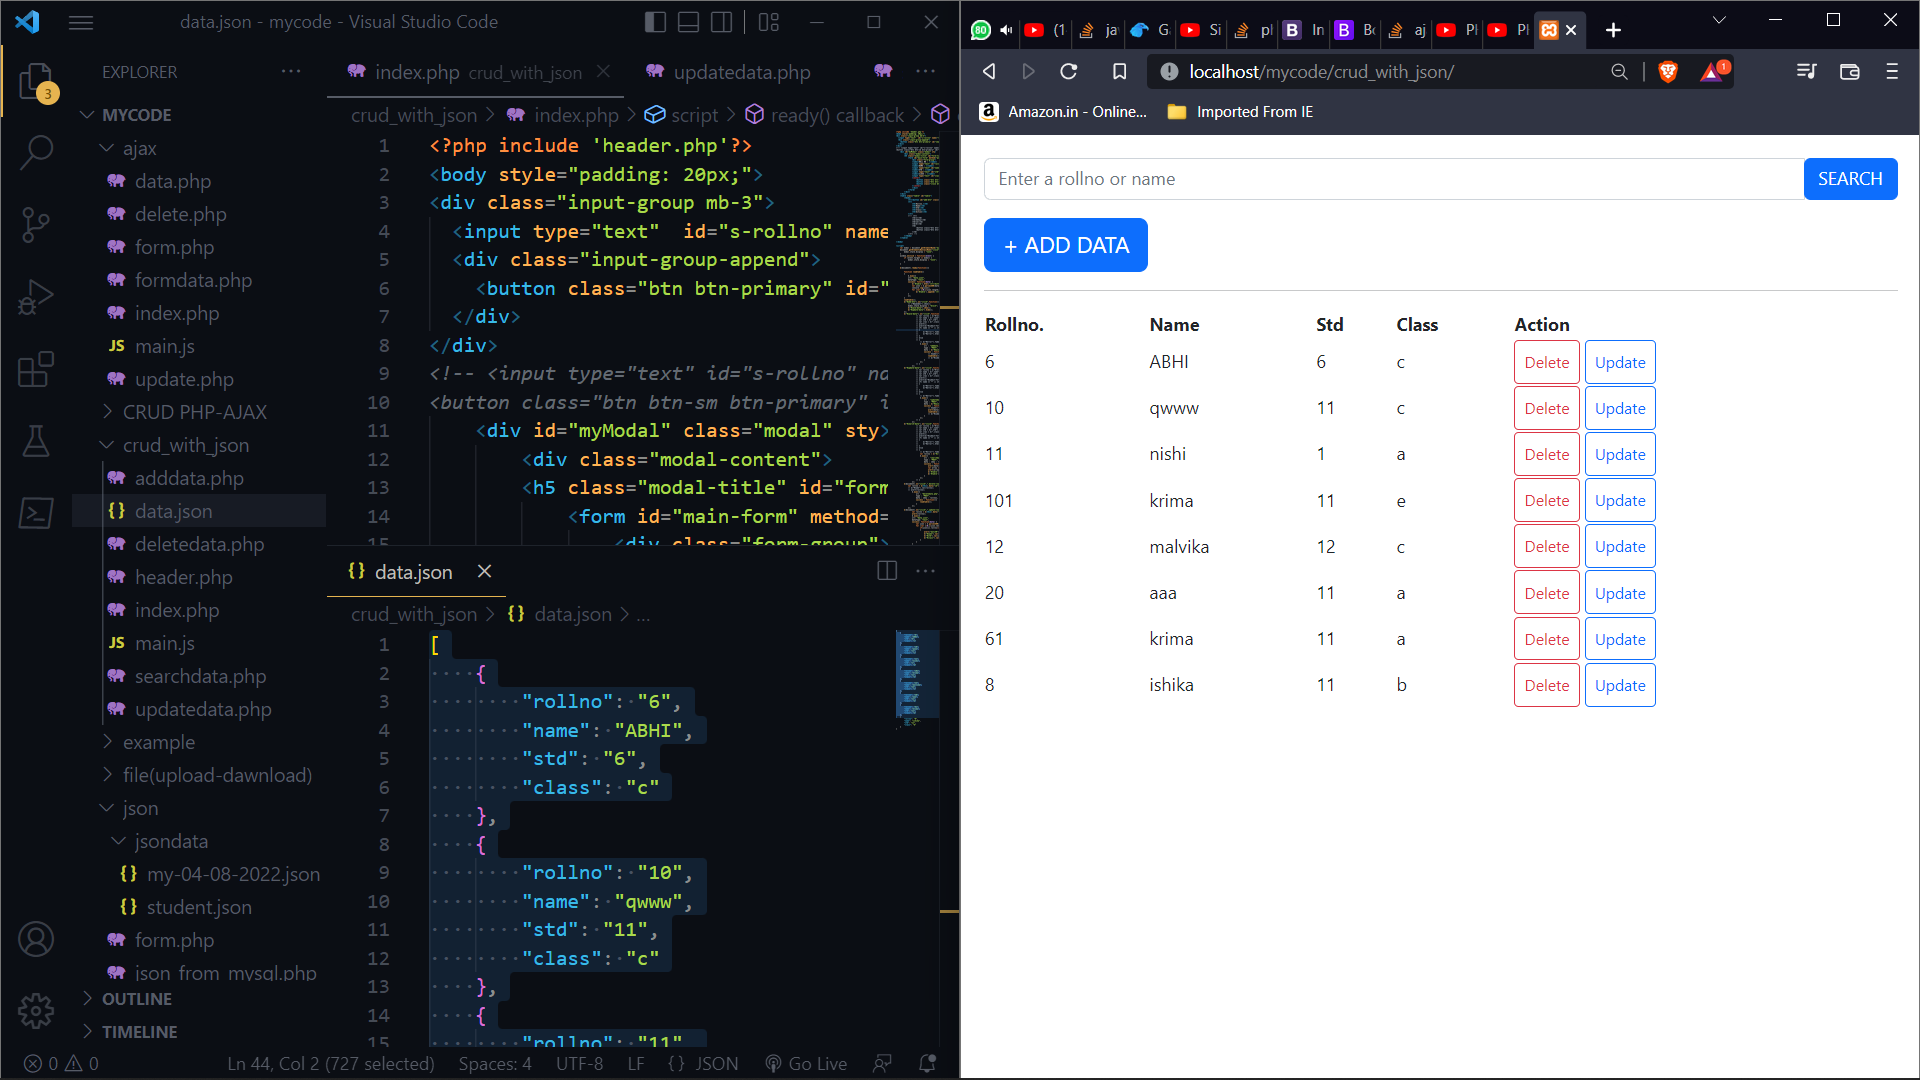 data.json - mycode - Visual Studio Code
EXPLORER
3
MYCODE
ajax
data.php
delete.php
form.php
formdata.php
index.php
JS main.js
update.php
CRUD PHP-AJAX
crud_with_json
adddata.php
{} data.json
deletedata.php
header.php
index.php
JS main.js
searchdata.php
updatedata.php
example
file(upload-dawnload)
json
jsondata
{} my-04-08-2022.json
{} student.json
form.php
json_from_mysql.php
OUTLINE
TIMELINE
index.php crud_with_json
updatedata.php
crud_with_json > index.php > script > ready() callback >
1 <?php include 'header.php'?>
2 <body style="padding: 20px;">
3 <div class="input-group mb-3">
4 <input type="text"  id="s-rollno" name
5 <div class="input-group-append">
6 <button class="btn btn-primary" id="
7 </div>
8 </div>
9 <!-- <input type="text" id="s-rollno" na
10 <button class="btn btn-sm btn-primary" i
11 <div id="myModal" class="modal" sty
12 <div class="modal-content">
13 <h5 class="modal-title" id="form
14 <form id="main-form" method=
15 <div class="form-group">
{} data.json
crud_with_json > {} data.json > ...
1 [
2 {
3 "rollno": "6",
4 "name": "ABHI",
5 "std": "6",
6 "class": "c"
7 },
8 {
9 "rollno": "10",
10 "name": "qwww",
11 "std": "11",
12 "class": "c"
13 },
14 {
15 "rollno": "11"
0 0
Ln 44, Col 2 (727 selected)
Spaces: 4
UTF-8
LF
{} JSON
Go Live
80
(1
ja
G
Si
pl
B In
B Bo
aj
Pl
Pl
localhost/mycode/crud_with_json/
1
Amazon.in - Online...
Imported From IE
Enter a rollno or name
SEARCH
+ ADD DATA
Rollno. Name Std Class Action
6 ABHI 6 c Delete Update
10 qwww 11 c Delete Update
11 nishi 1 a Delete Update
101 krima 11 e Delete Update
12 malvika 12 c Delete Update
20 aaa 11 a Delete Update
61 krima 11 a Delete Update
8 ishika 11 b Delete Update